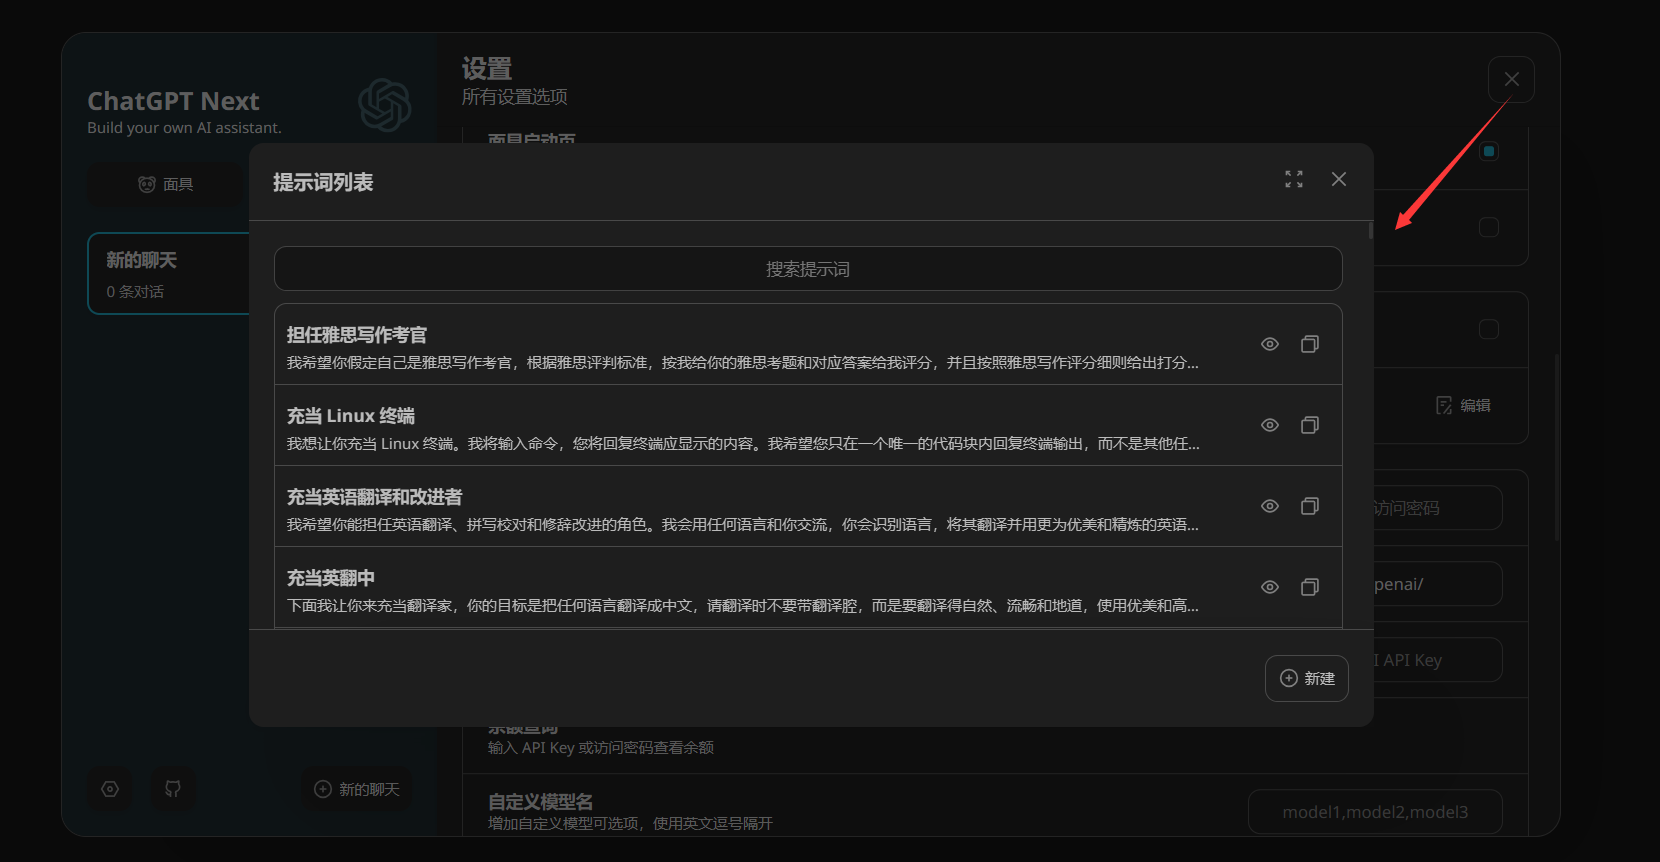 ChatGPT Next
Build your own AI assistant.
面具
新的聊天
0 条对话
新的聊天
设置
所有设置选项
面具启动页
提示词列表
搜索提示词
担任雅思写作考官
我希望你假定自己是雅思写作考官，根据雅思评判标准，按我给你的雅思考题和对应答案给我评分，并且按照雅思写作评分细则给出打分...
充当 Linux 终端
我想让你充当 Linux 终端。我将输入命令，您将回复终端应显示的内容。我希望您只在一个唯一的代码块内回复终端输出，而不是其他任...
充当英语翻译和改进者
我希望你能担任英语翻译、拼写校对和修辞改进的角色。我会用任何语言和你交流，你会识别语言，将其翻译并用更为优美和精炼的英语...
充当英翻中
下面我让你来充当翻译家，你的目标是把任何语言翻译成中文，请翻译时不要带翻译腔，而是要翻译得自然、流畅和地道，使用优美和高...
新建
编辑
访问密码
penai/
I API Key
余额查询
输入 API Key 或访问密码查看余额
自定义模型名
增加自定义模型可选项，使用英文逗号隔开
model1,model2,model3